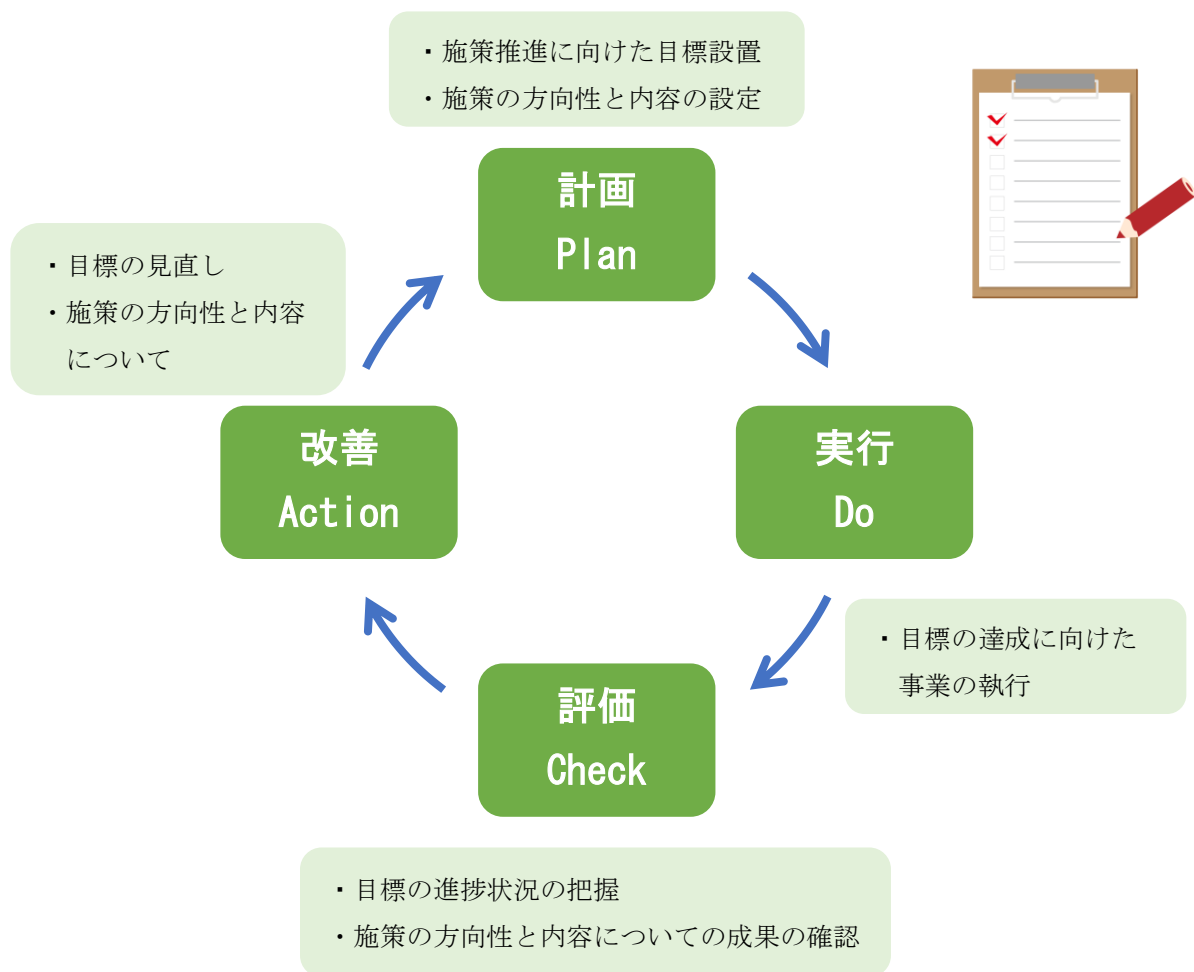 ・施策推進に向けた目標設置
・施策の方向性と内容の設定
計画
Plan
・目標の見直し
・施策の方向性と内容
について
改善
Action
実行
Do
・目標の達成に向けた
事業の執行
評価
Check
・目標の進捗状況の把握
・施策の方向性と内容についての成果の確認